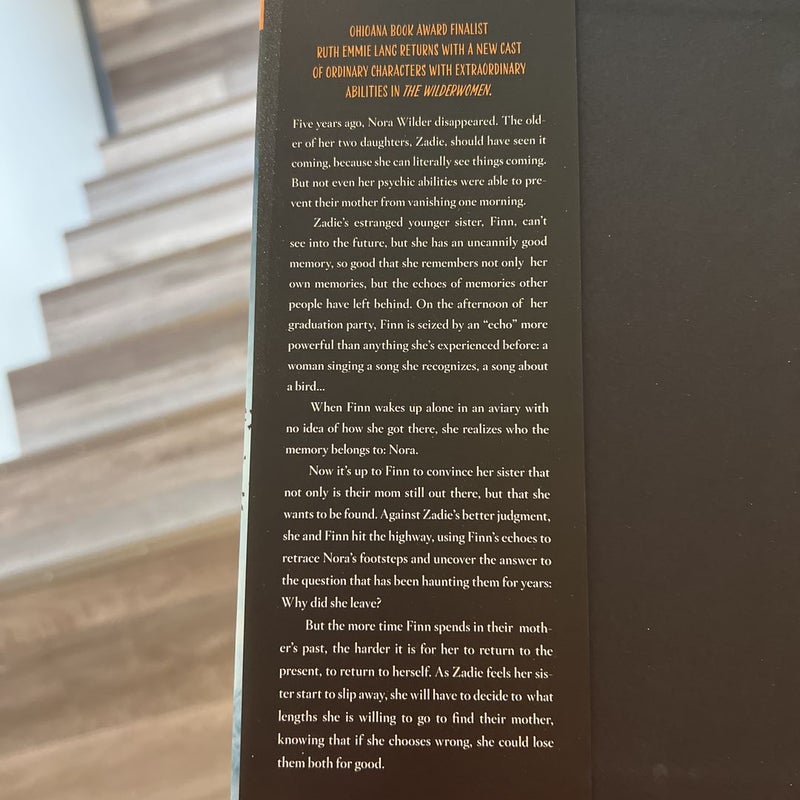 OHIOANA BOOK AWARD FINALIST
RUTH EMMIE LANG RETURNS WITH A NEW CAST
OF ORDINARY CHARACTERS WITH EXTRAORDINARY
ABILITIES IN THE WILDERWOMEN.
Five years ago, Nora Wilder disappeared. The old-
er of her two daughters, Zadie, should have seen it
coming, because she can literally see things coming.
But not even her psychic abilities were able to pre-
vent their mother from vanishing one morning.
Zadie's estranged younger sister, Finn, can't
see into the future, but she has an uncannily good
memory, so good that she remembers not only her
own memories, but the echoes of memories other
people have left behind. On the afternoon of her
graduation party, Finn is seized by an "echo" more
powerful than anything she's experienced before: a
woman singing a song she recognizes, a song about
a bird...
When Finn wakes up alone in an aviary with
no idea of how she got there, she realizes who the
memory belongs to: Nora.
Now it's up to Finn to convince her sister that
not only is their mom still out there, but that she
wants to be found. Against Zadie's better judgment,
she and Finn hit the highway, using Finn's echoes to
retrace Nora's footsteps and uncover the answer to
the question that has been haunting them for years:
Why did she leave?
But the more time Finn spends in their moth-
er's past, the harder it is for her to return to the
present, to return to herself. As Zadie feels her sis-
ter start to slip away, she will have to decide to what
lengths she is willing to go to find their mother,
knowing that if she chooses wrong, she could lose
them both for good.